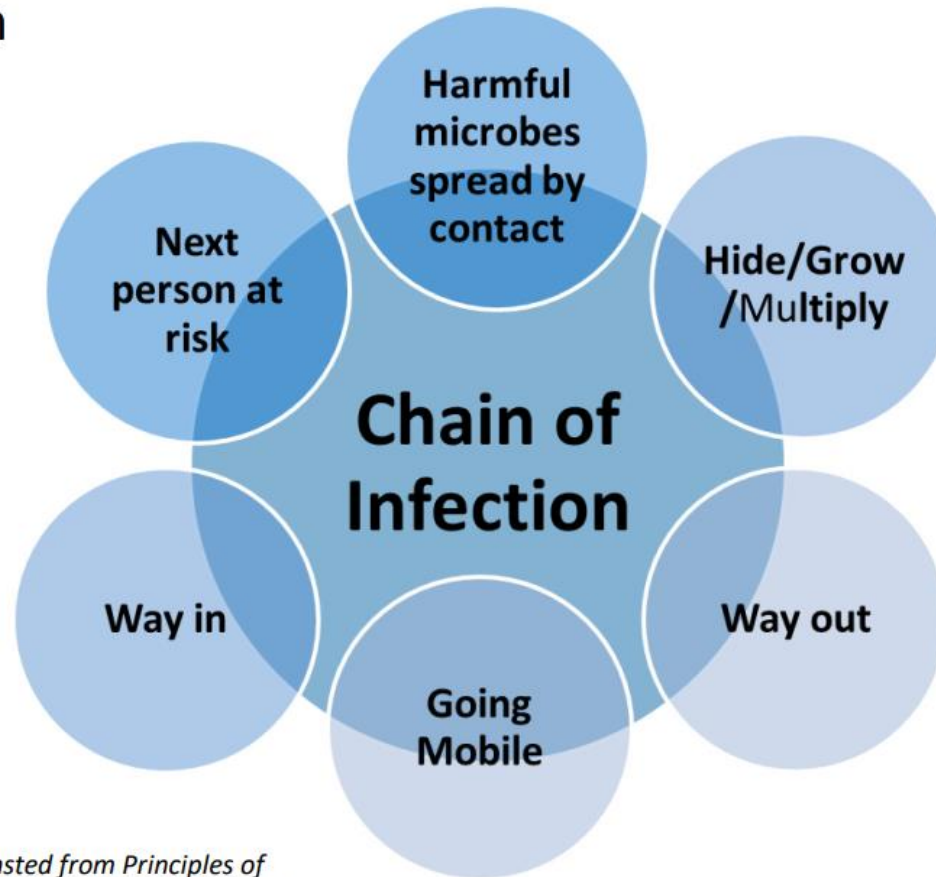 Harmful
microbes
spread by
contact
Hide/Grow
/Multiply
Way out
Going
Mobile
Way in
Next
person at
risk
Chain of
Infection
from Principles of